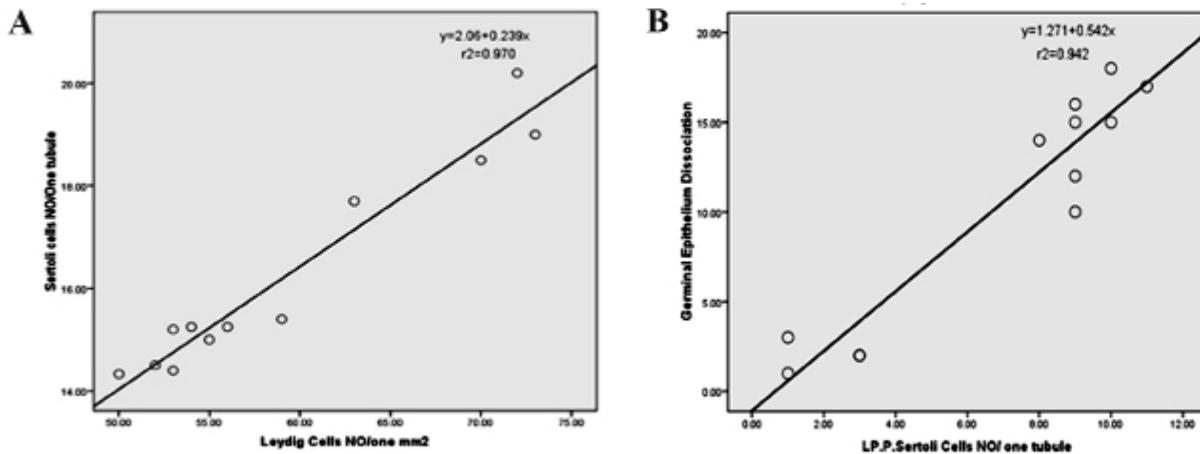 A
y=2.06+0.239x
r2=0.970
Sertoli cells NO/One tubule
20.00
18.00
16.00
14.00
50.00 55.00 60.00 65.00 70.00 75.00
Leydig Cells NO/one mm2
B
y=1.271+0.542x
r2=0.942
Germinal Epithelium Dissociation
20.00
15.00
10.00
5.00
0.00
0.00 2.00 4.00 6.00 8.00 10.00 12.00
LP.P.Sertoli Cells NO/ one tubule